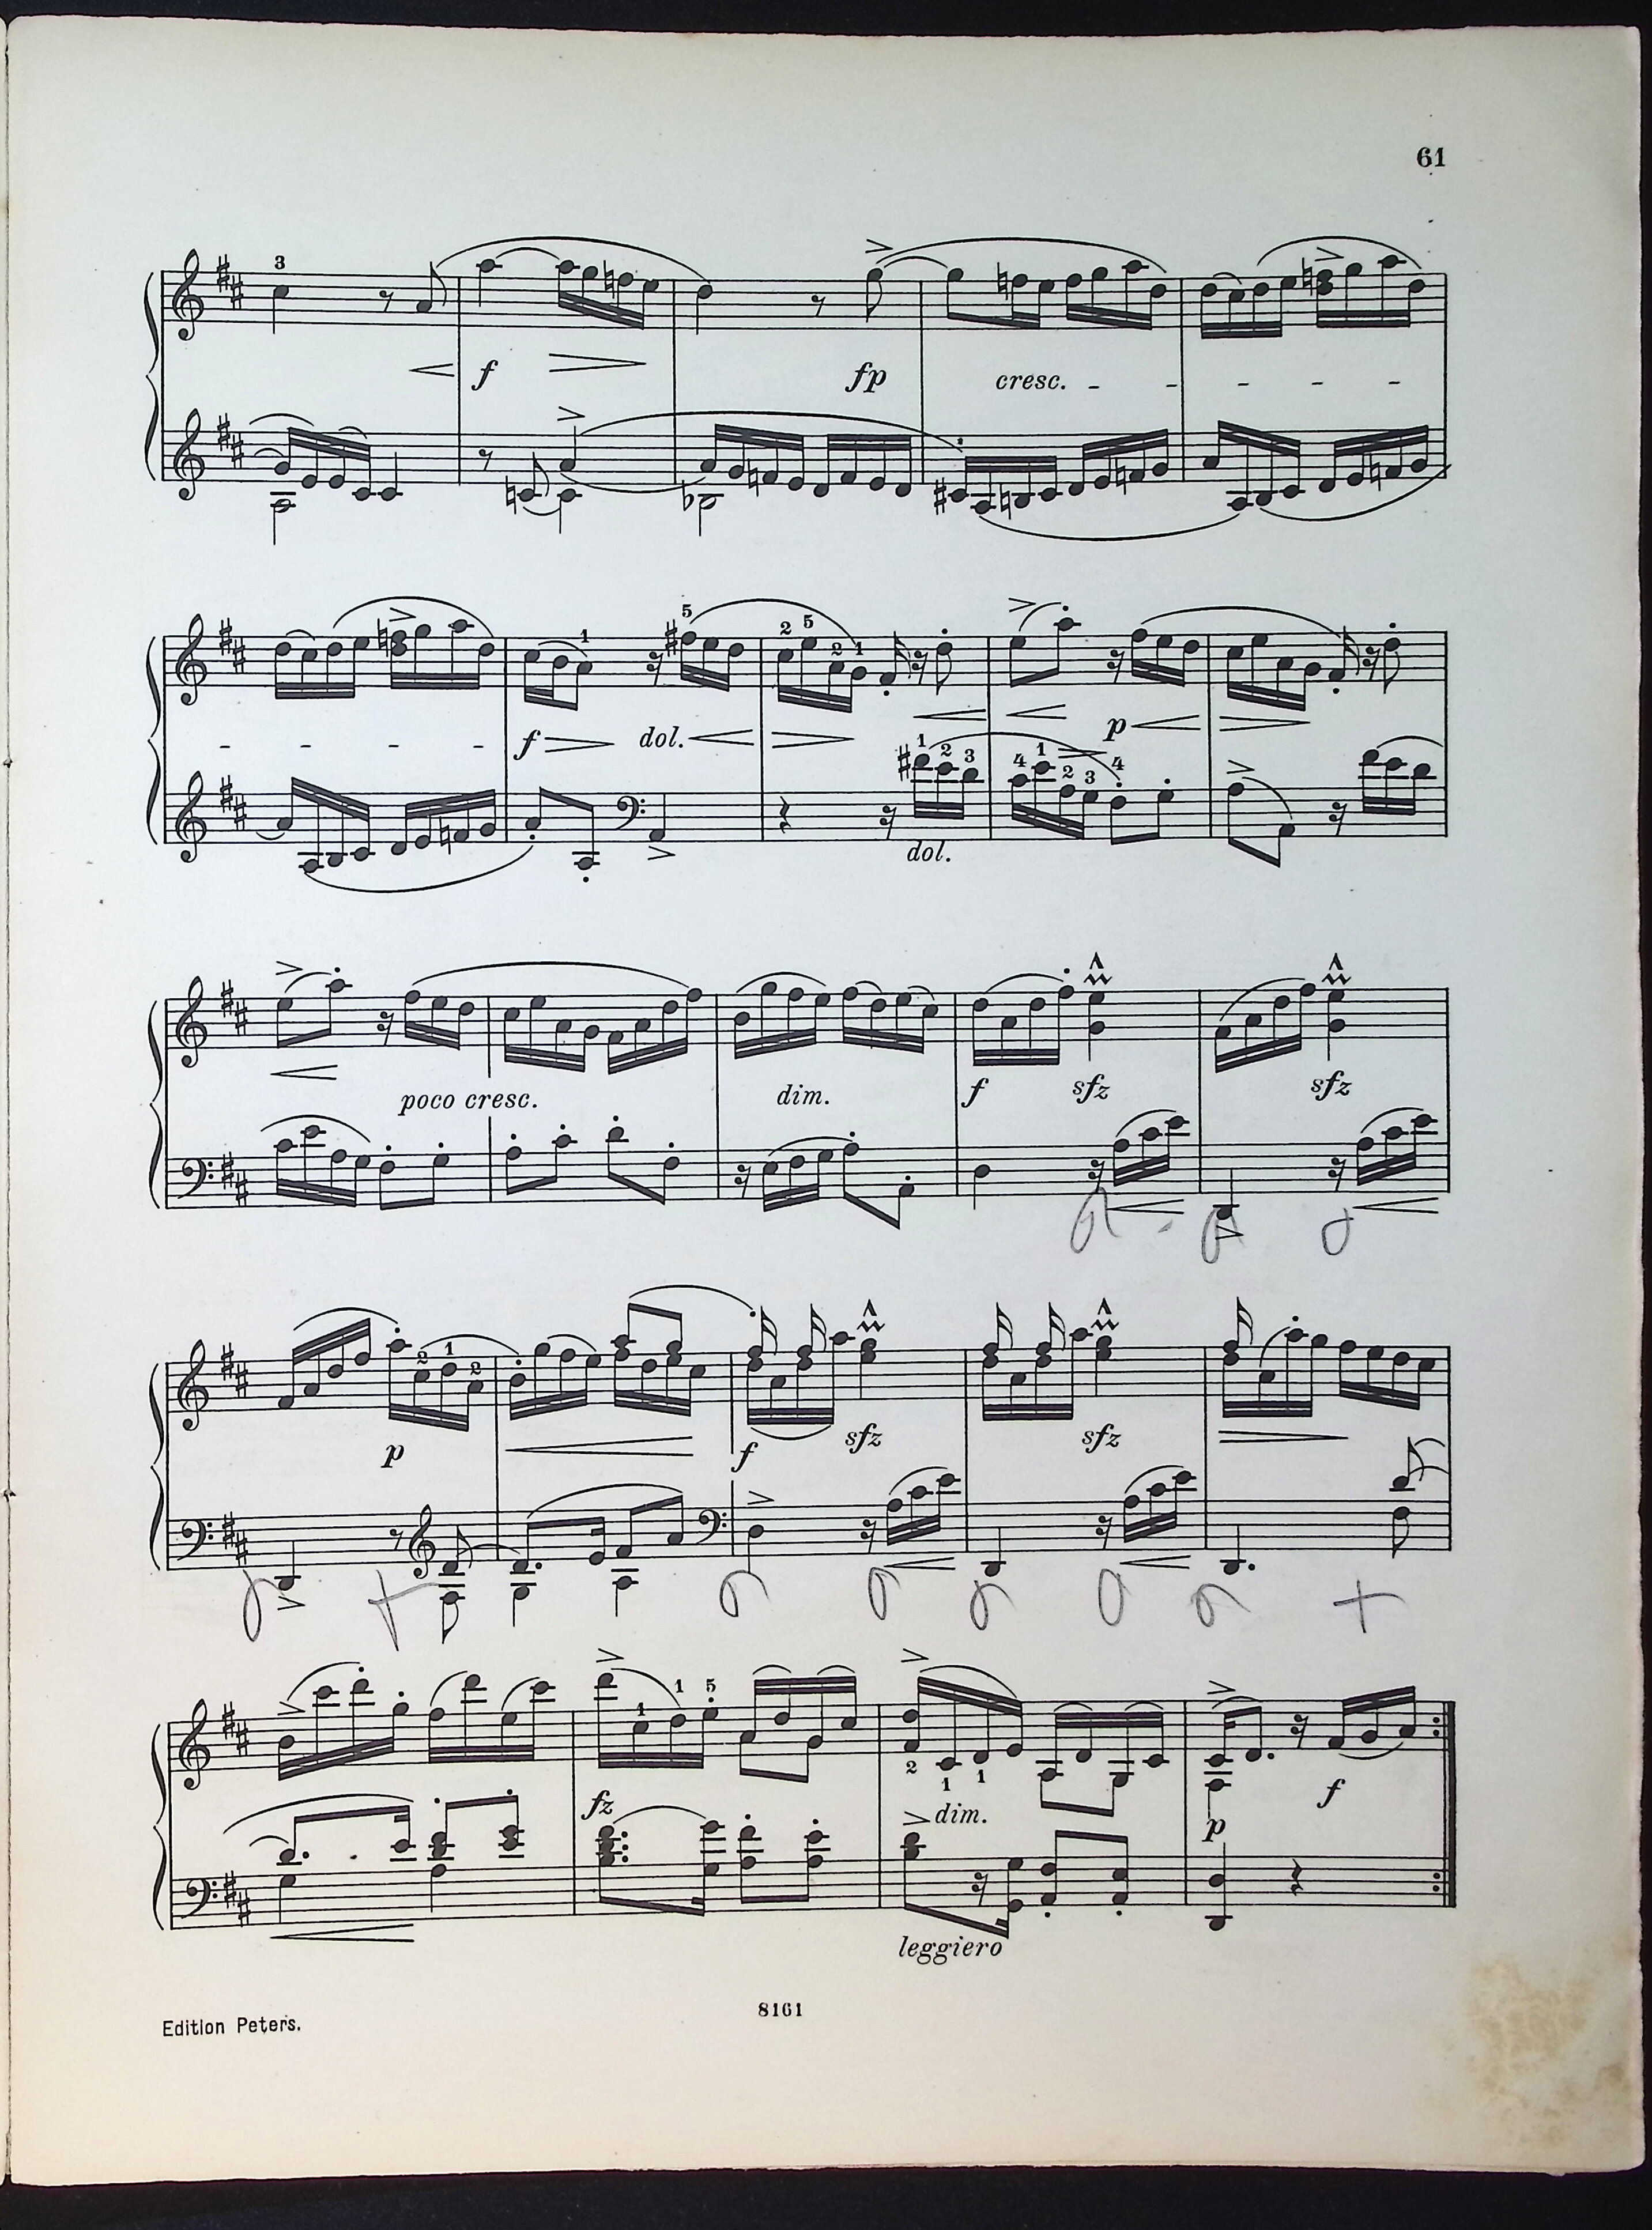 61
3
f fp cresc.
5 2 5
1 2 1
f dol. p
1 2 3 4 1 2 3 4
dol.
poco cresc. dim. f sfz sfz
2 1 2
p f sfz sfz
1 1 5
fz
2 1 1
dim. p f
leggiero
8161
Edition Peters.